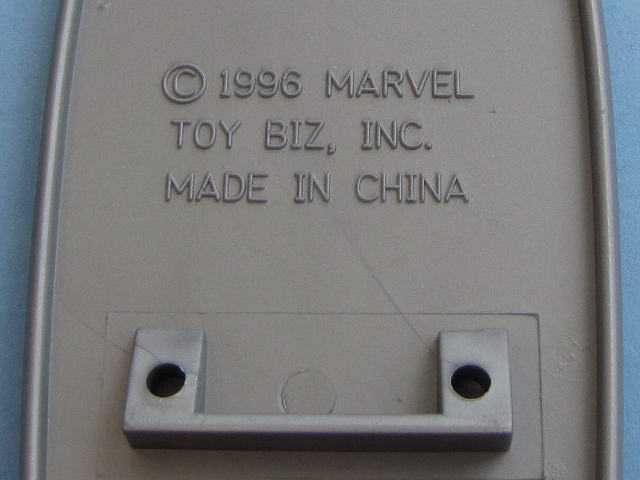 © 1996 MARVEL
TOY BIZ, INC.
MADE IN CHINA